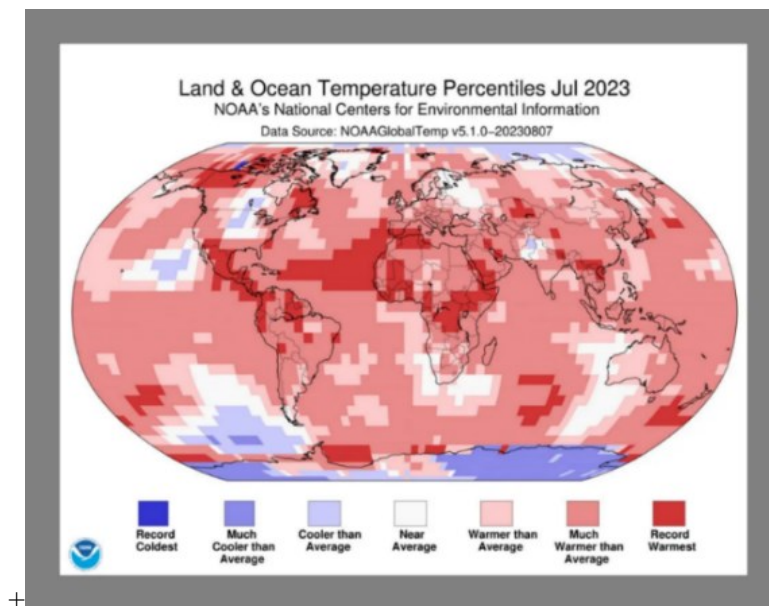 Land & Ocean Temperature Percentiles Jul 2023
NOAA's National Centers for Environmental Information
Data Source: NOAAGlobalTemp v5.1.0–20230807
Record
Coldest
Much
Cooler than
Average
Cooler than
Average
Near
Average
Warmer than
Average
Much
Warmer than
Average
Record
Warmest
+